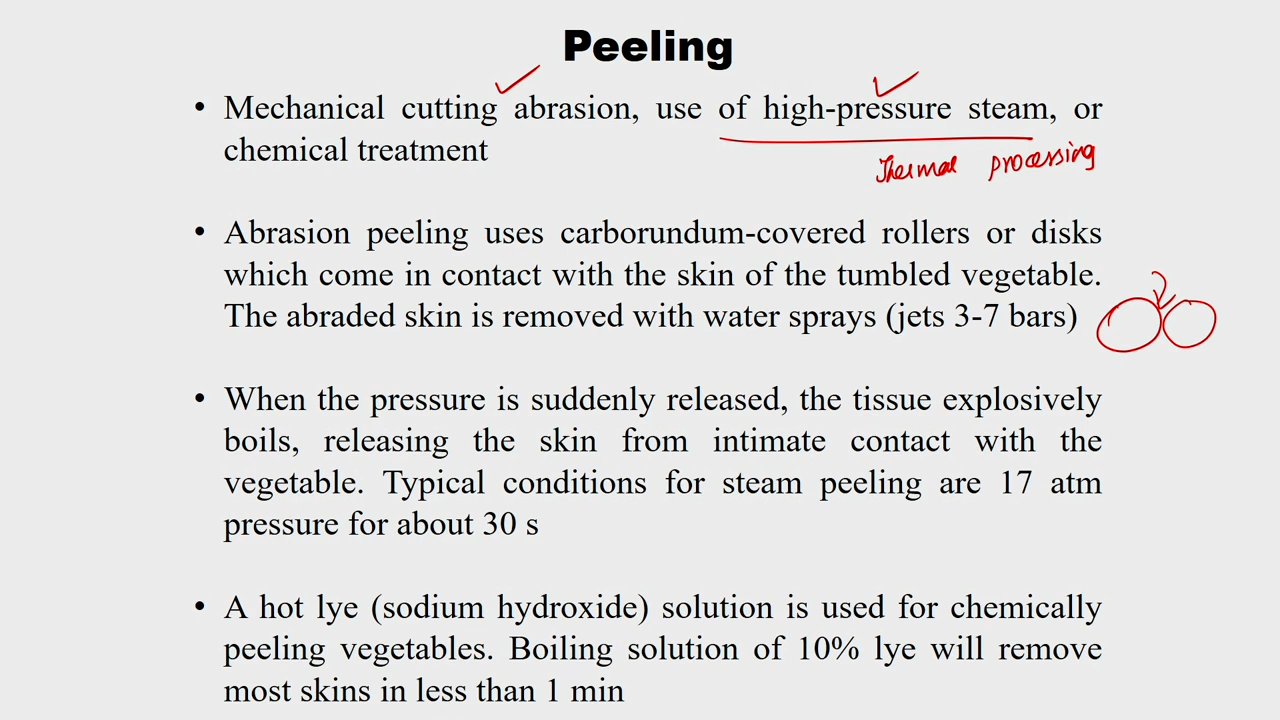 Peeling
• Mechanical cutting abrasion, use of high-pressure steam, or
chemical treatment
Thermal processing
• Abrasion peeling uses carborundum-covered rollers or disks
which come in contact with the skin of the tumbled vegetable.
The abraded skin is removed with water sprays (jets 3-7 bars)
• When the pressure is suddenly released, the tissue explosively
boils, releasing the skin from intimate contact with the
vegetable. Typical conditions for steam peeling are 17 atm
pressure for about 30 s
• A hot lye (sodium hydroxide) solution is used for chemically
peeling vegetables. Boiling solution of 10% lye will remove
most skins in less than 1 min